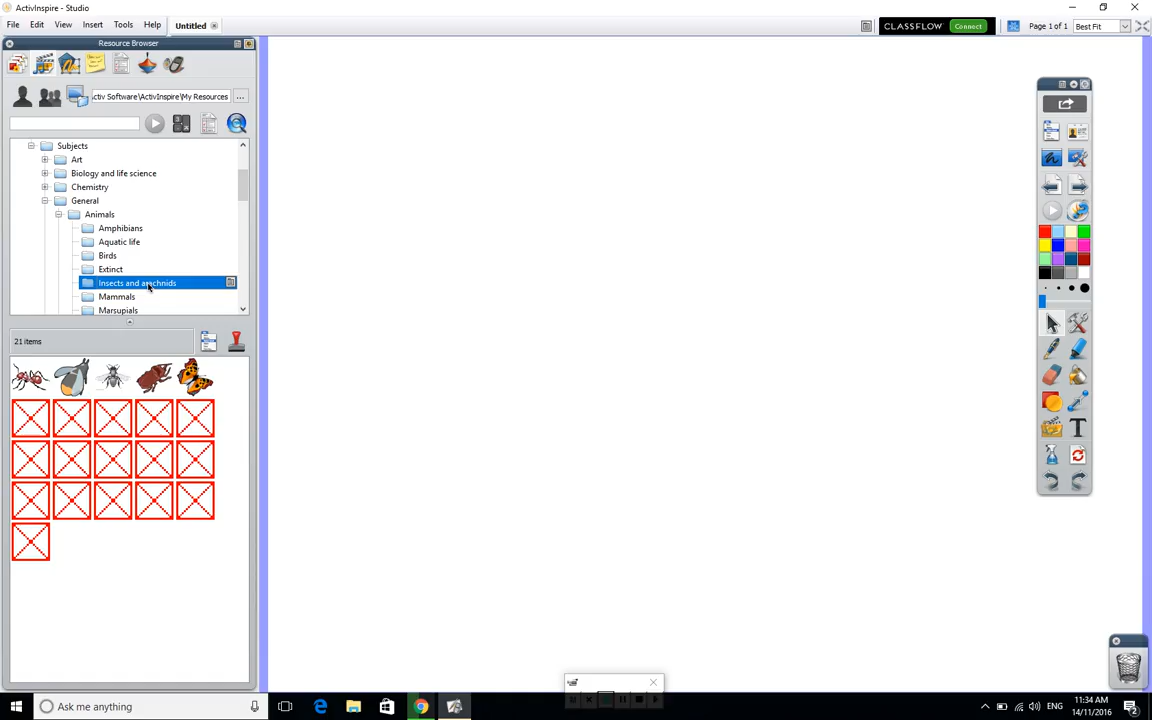 ActivInspire - Studio
File Edit View Insert Tools Help Untitled
CLASSFLOW Connect Page 1 of 1 Best Fit
Resource Browser
ctiv Software\ActivInspire\My Resources ...
Subjects
Art
Biology and life science
Chemistry
General
Animals
Amphibians
Aquatic life
Birds
Extinct
Insects and arachnids
Mammals
Marsupials
21 items
T
Ask me anything
ENG
11:34 AM
14/11/2016
2